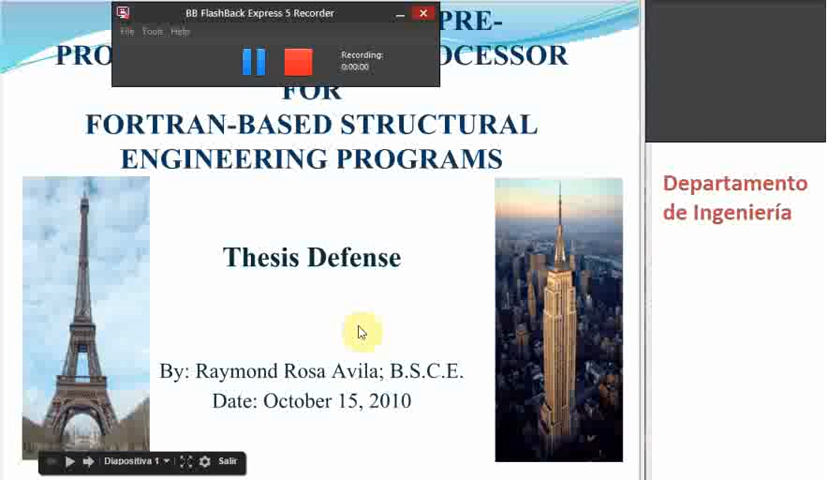 BB FlashBack Express 5 Recorder
File Tools Help
Recording:
0:00:00
PRE-
PRO
OCESSOR
FOR
FORTRAN-BASED STRUCTURAL
ENGINEERING PROGRAMS
Departamento
de Ingeniería
Thesis Defense
By: Raymond Rosa Avila; B.S.C.E.
Date: October 15, 2010
Diapositiva 1
Salir